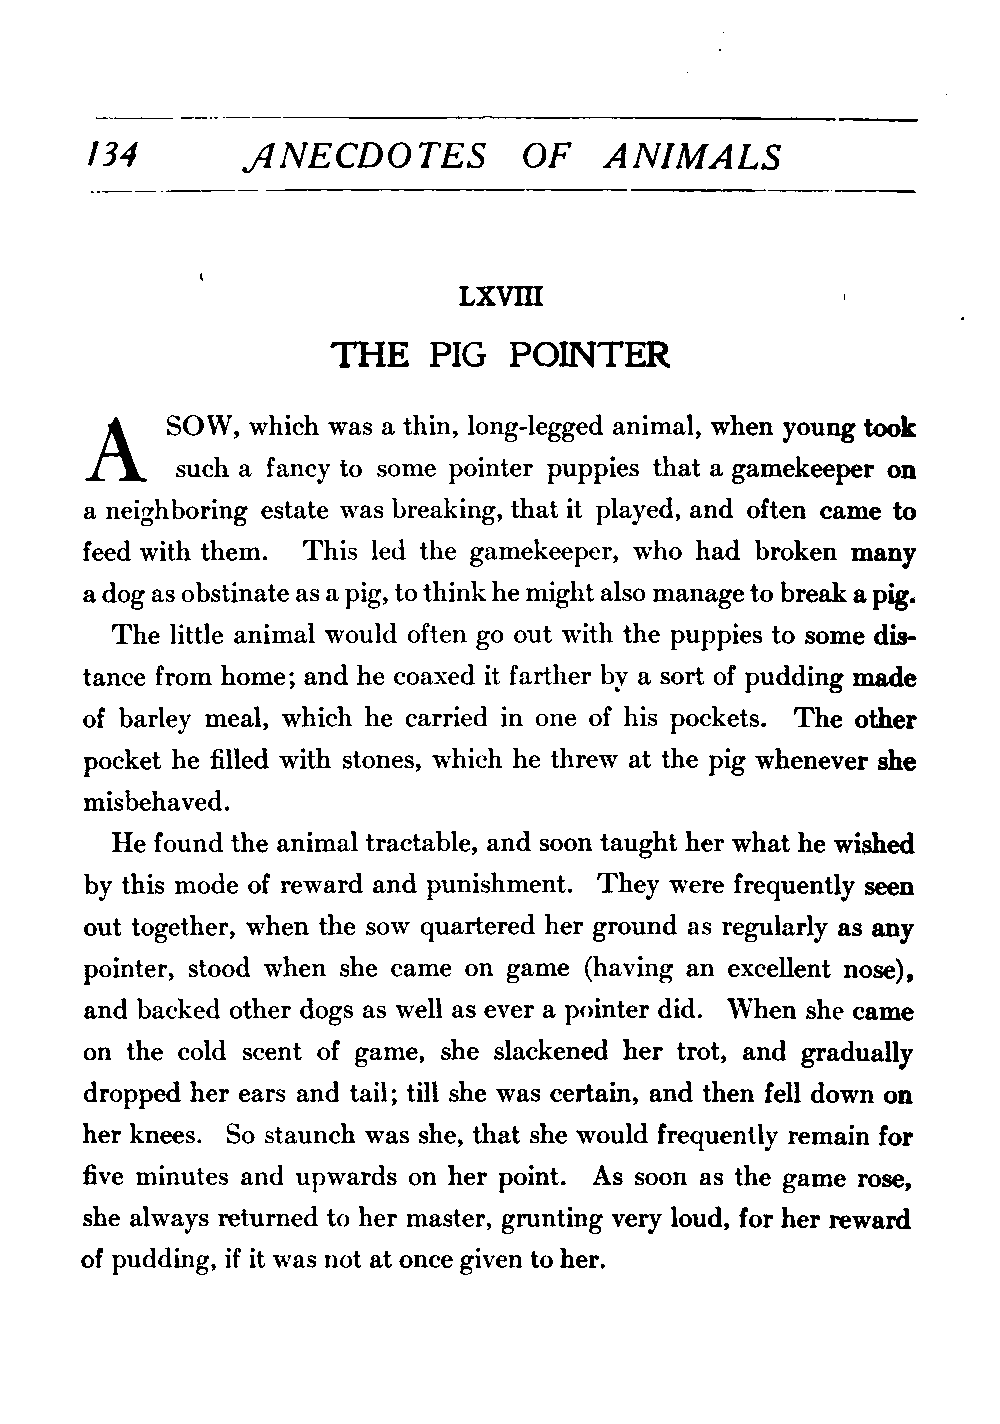 134 ANECDOTES OF ANIMALS
LXVIII
THE PIG POINTER
A SOW, which was a thin, long-legged animal, when young took
such a fancy to some pointer puppies that a gamekeeper on
a neighboring estate was breaking, that it played, and often came to
feed with them. This led the gamekeeper, who had broken many
a dog as obstinate as a pig, to think he might also manage to break a pig.
The little animal would often go out with the puppies to some dis-
tance from home; and he coaxed it farther by a sort of pudding made
of barley meal, which he carried in one of his pockets. The other
pocket he filled with stones, which he threw at the pig whenever she
misbehaved.
He found the animal tractable, and soon taught her what he wished
by this mode of reward and punishment. They were frequently seen
out together, when the sow quartered her ground as regularly as any
pointer, stood when she came on game (having an excellent nose),
and backed other dogs as well as ever a pointer did. When she came
on the cold scent of game, she slackened her trot, and gradually
dropped her ears and tail; till she was certain, and then fell down on
her knees. So staunch was she, that she would frequently remain for
five minutes and upwards on her point. As soon as the game rose,
she always returned to her master, grunting very loud, for her reward
of pudding, if it was not at once given to her.